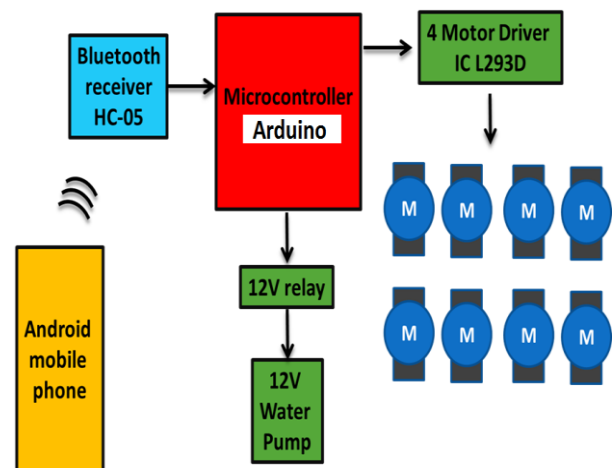 Bluetooth
receiver
HC-05
Microcontroller
Arduino
4 Motor Driver
IC L293D
M M M M
M M M M
12V relay
12V
Water
Pump
Android
mobile
phone